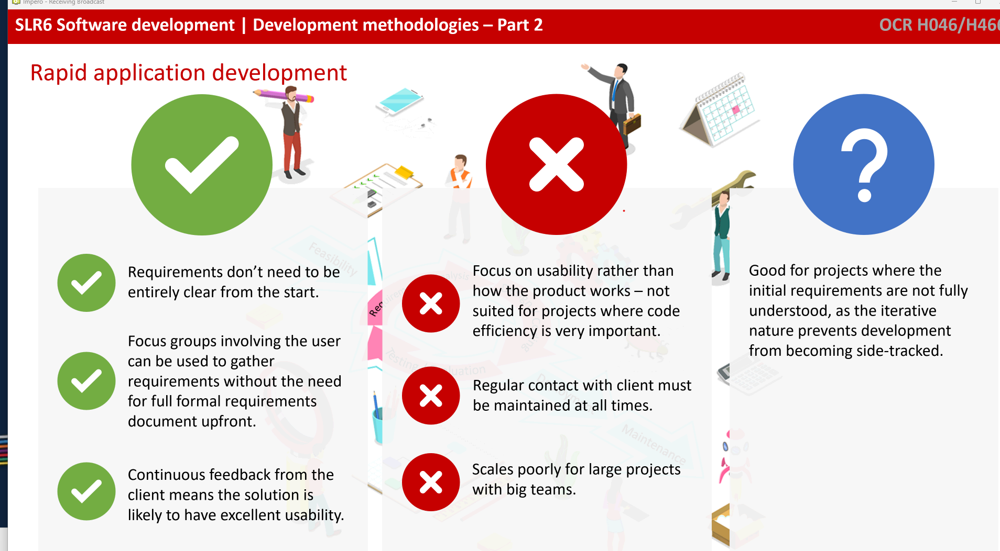 Impero - Receiving Broadcast
SLR6 Software development | Development methodologies – Part 2
OCR H046/H46
Rapid application development
Requirements don’t need to be
entirely clear from the start.
Focus groups involving the user
can be used to gather
requirements without the need
for full formal requirements
document upfront.
Continuous feedback from the
client means the solution is
likely to have excellent usability.
Focus on usability rather than
how the product works – not
suited for projects where code
efficiency is very important.
Regular contact with client must
be maintained at all times.
Scales poorly for large projects
with big teams.
Good for projects where the
initial requirements are not fully
understood, as the iterative
nature prevents development
from becoming side-tracked.
Feasibility
Deployment
Maintenance